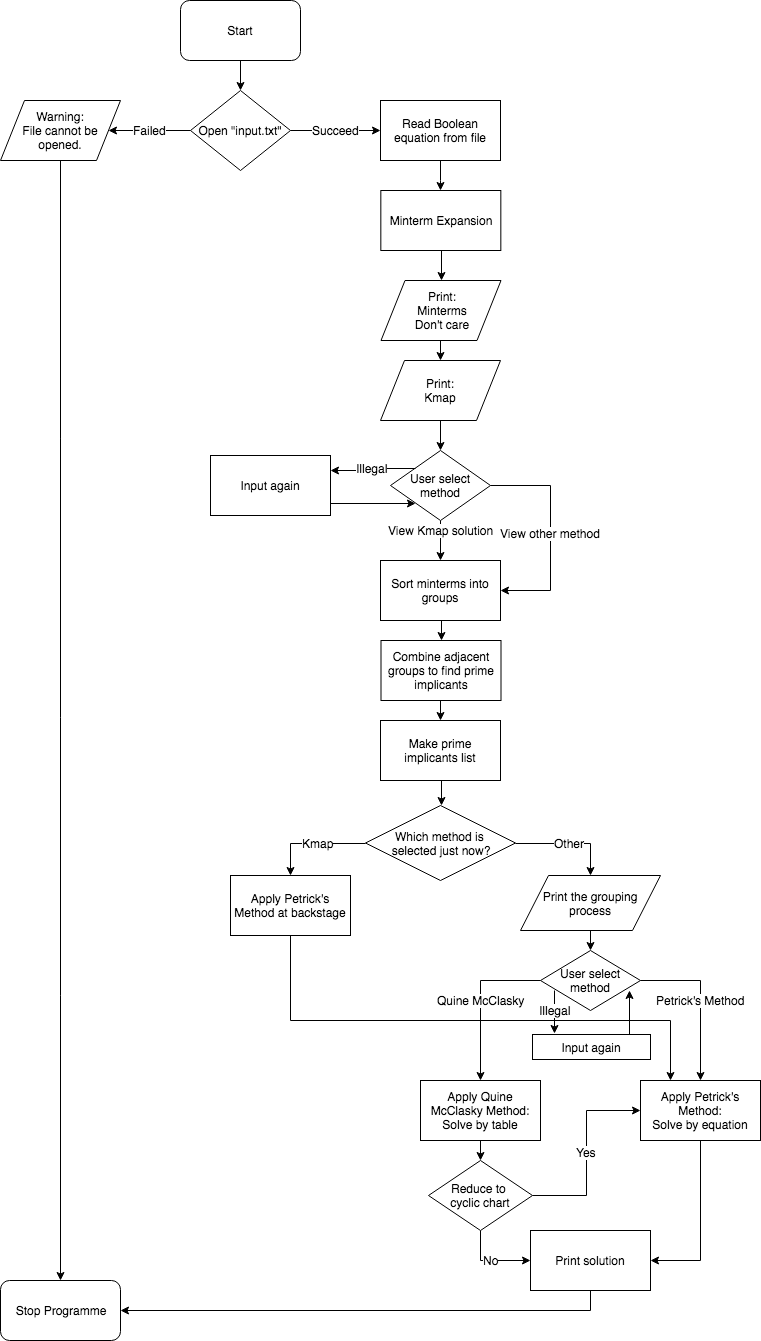 Start
Warning:
File cannot be
opened.
Failed
Open "input.txt"
Succeed
Read Boolean
equation from file
Minterm Expansion
Print:
Minterms
Don't care
Print:
Kmap
Illegal
User select
method
Input again
View Kmap solution
View other method
Sort minterms into
groups
Combine adjacent
groups to find prime
implicants
Make prime
implicants list
Which method is
selected just now?
Kmap
Other
Apply Petrick's
Method at backstage
Print the grouping
process
User select
method
Quine McClasky
Illegal
Petrick's Method
Input again
Apply Quine
McClasky Method:
Solve by table
Apply Petrick's
Method:
Solve by equation
Yes
Reduce to
cyclic chart
No
Print solution
Stop Programme